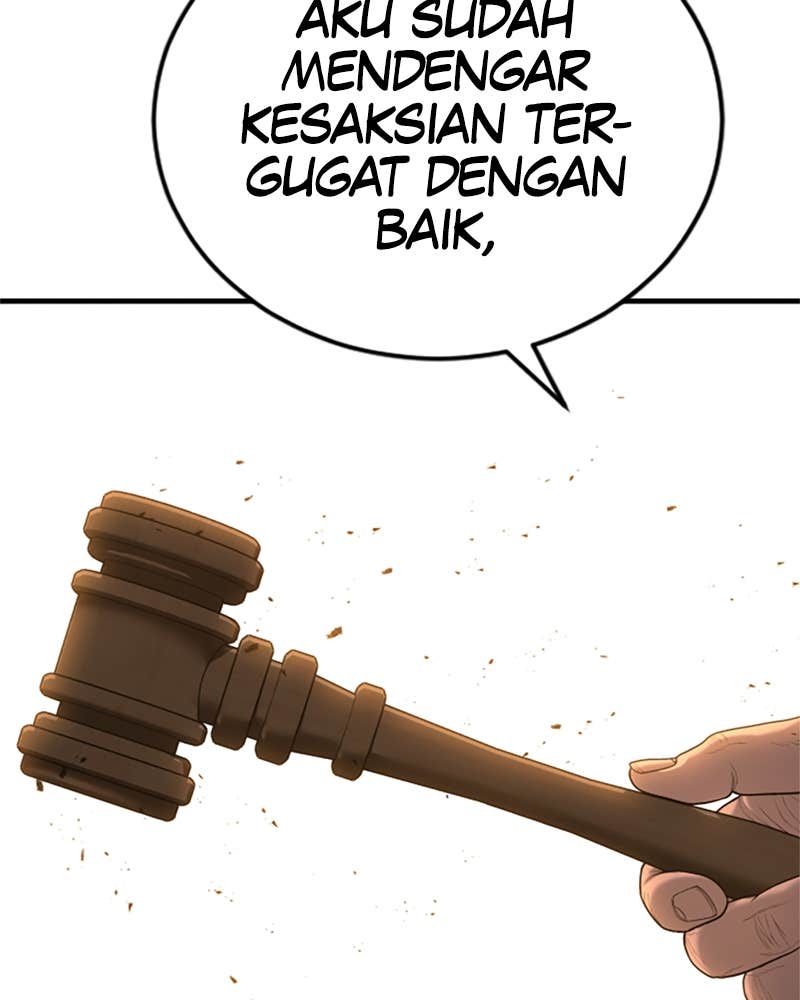 AKU SUDAH
MENDENGAR
KESAKSIAN TER-
GUGAT DENGAN
BAIK,